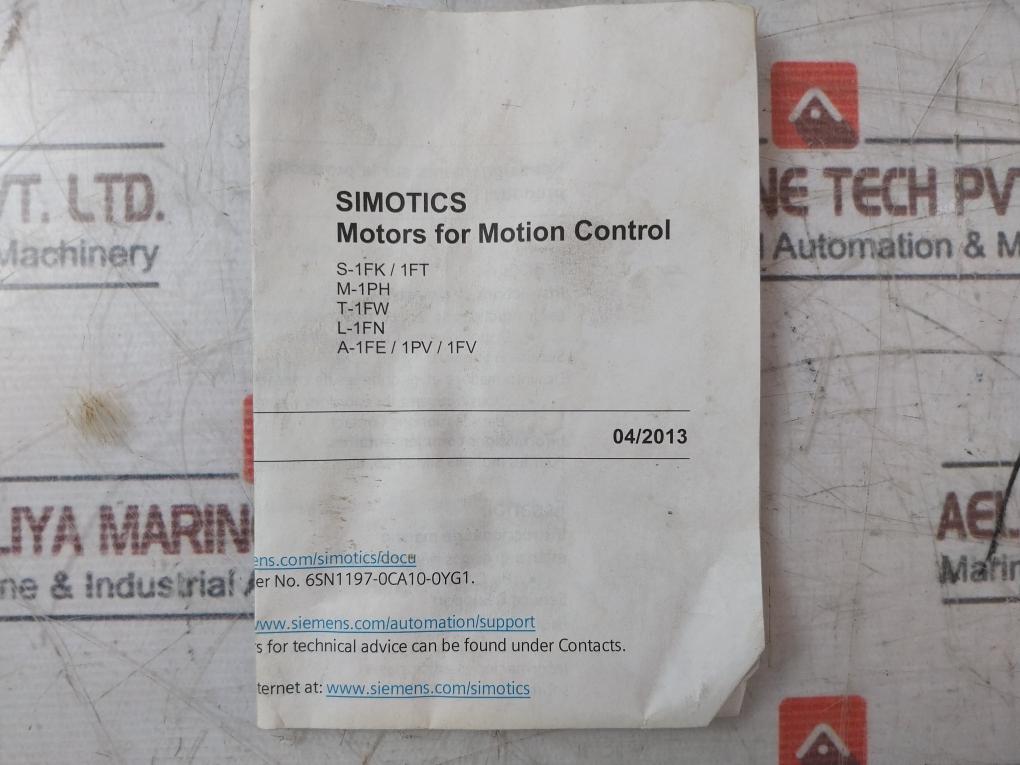 SIMOTICS
Motors for Motion Control
S-1FK / 1FT
M-1PH
T-1FW
L-1FN
A-1FE / 1PV / 1FV
04/2013
ens.com/simotics/docu
er No. 6SN1197-0CA10-0YG1.
www.siemens.com/automation/support
s for technical advice can be found under Contacts.
ternet at: www.siemens.com/simotics
VT. LTD.
Machinery
NE TECH PV
Automation & M
LIYA MARIN
ne & Industrial A
AEL
Marin